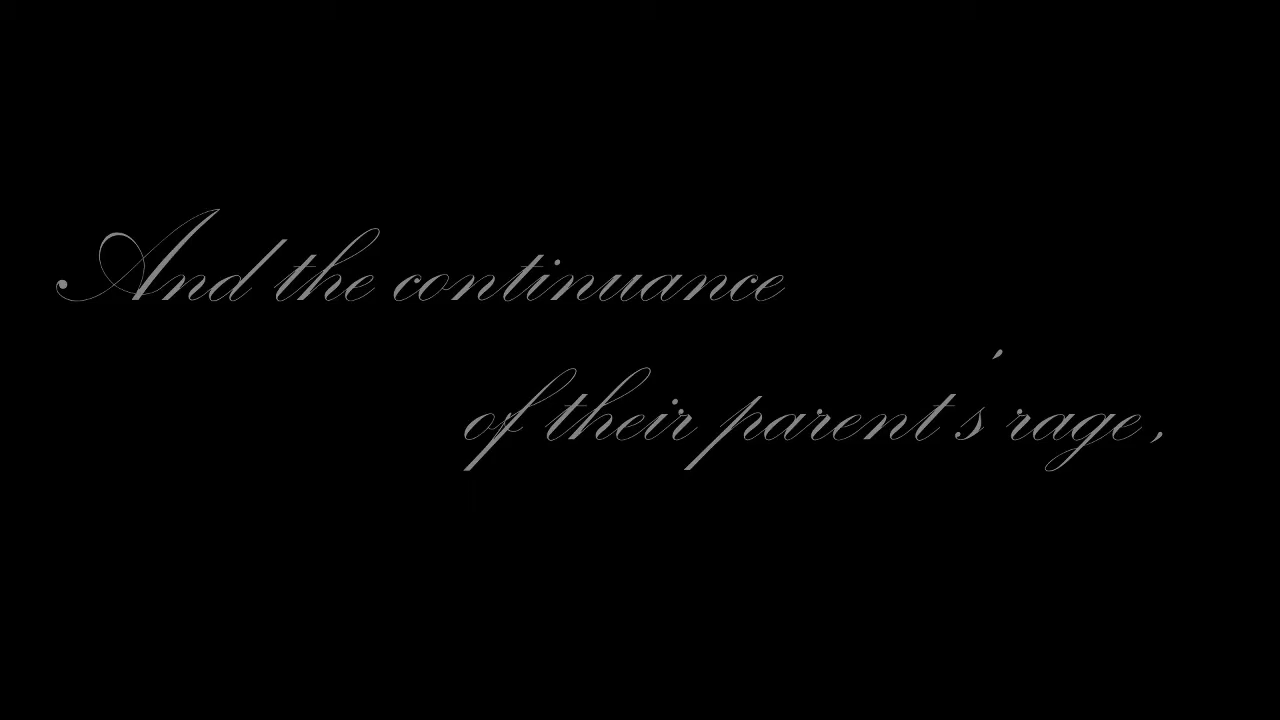 And the continuance
of their parent's rage,